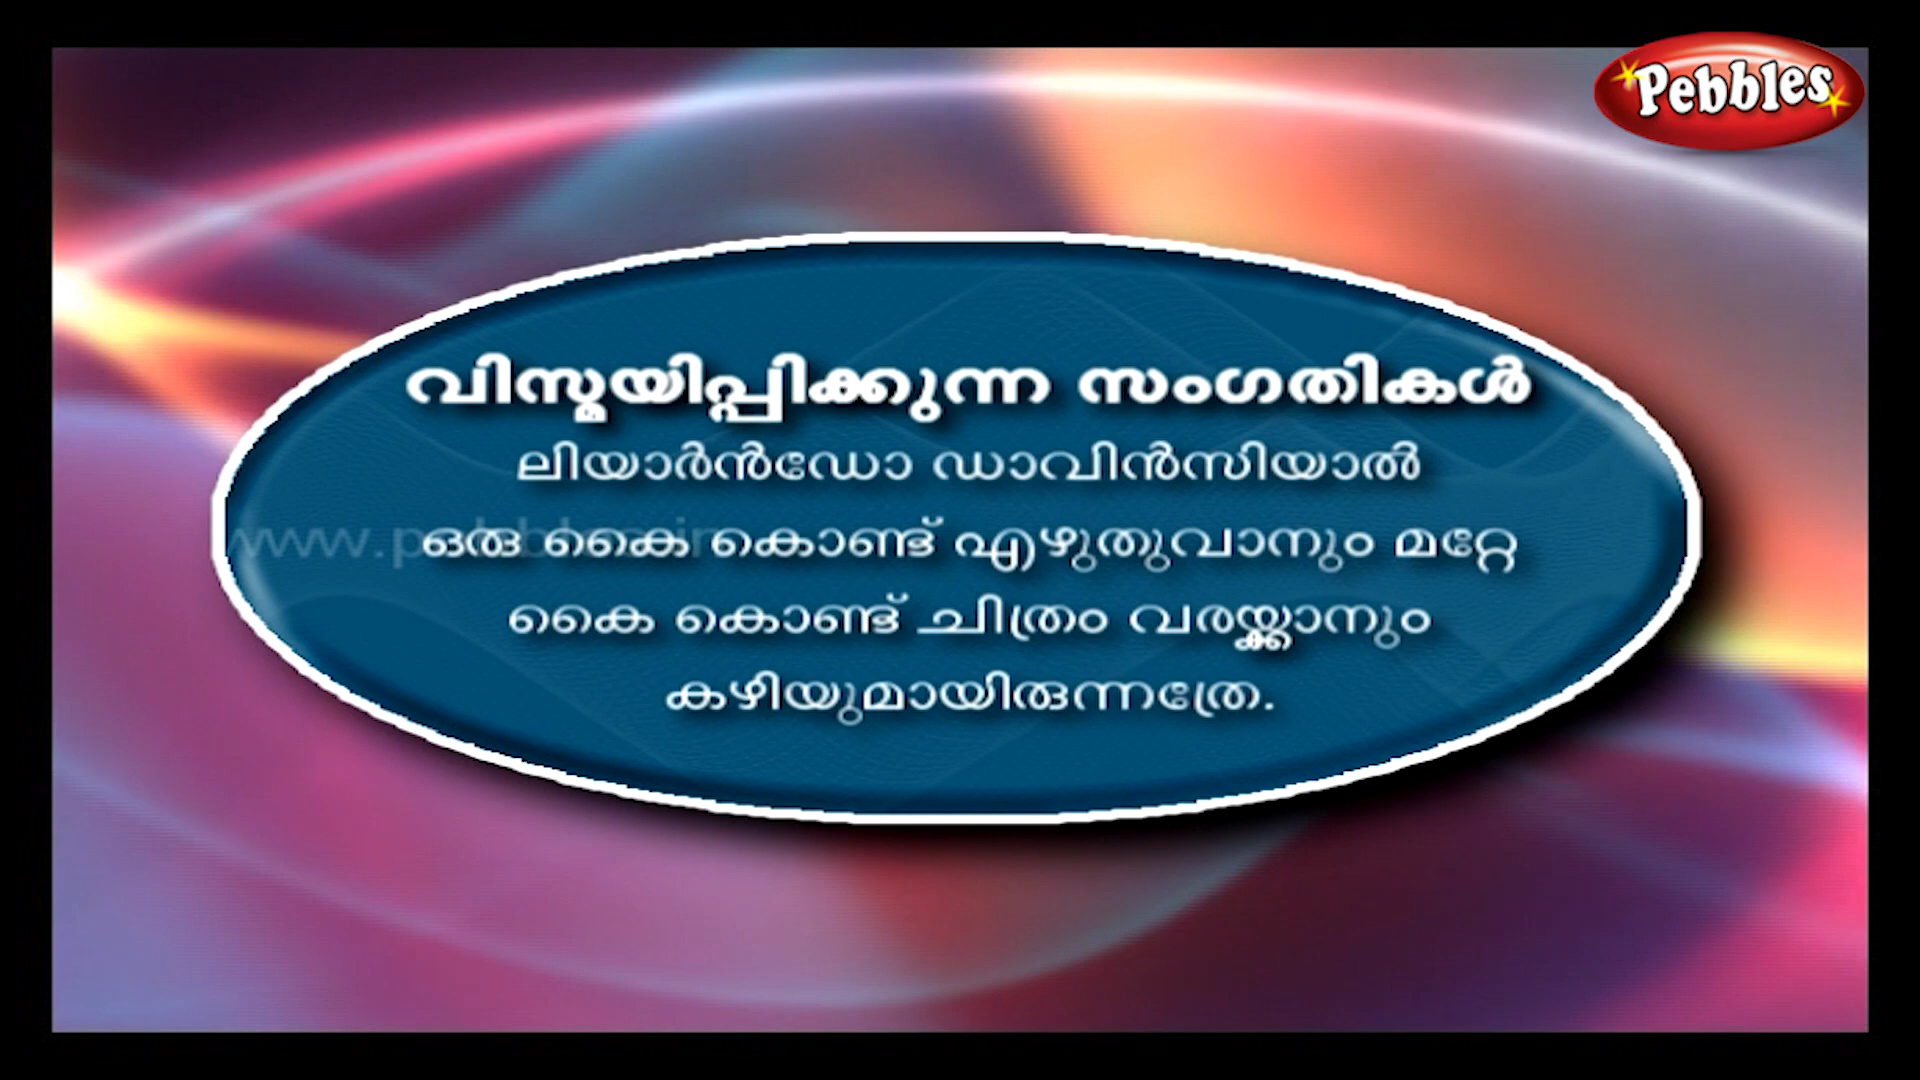 Pebbles
വിസ്മയിപ്പിക്കുന്ന സംഗതികൾ
ലിയാർൻഡോ ഡാവിൻസിയാൽ
ഒരു കൈ കൊണ്ട് എഴുതുവാനും മറ്റേ
കൈ കൊണ്ട് ചിത്രം വരയ്ക്കാനും
കഴിയുമായിരുന്നത്രേ.